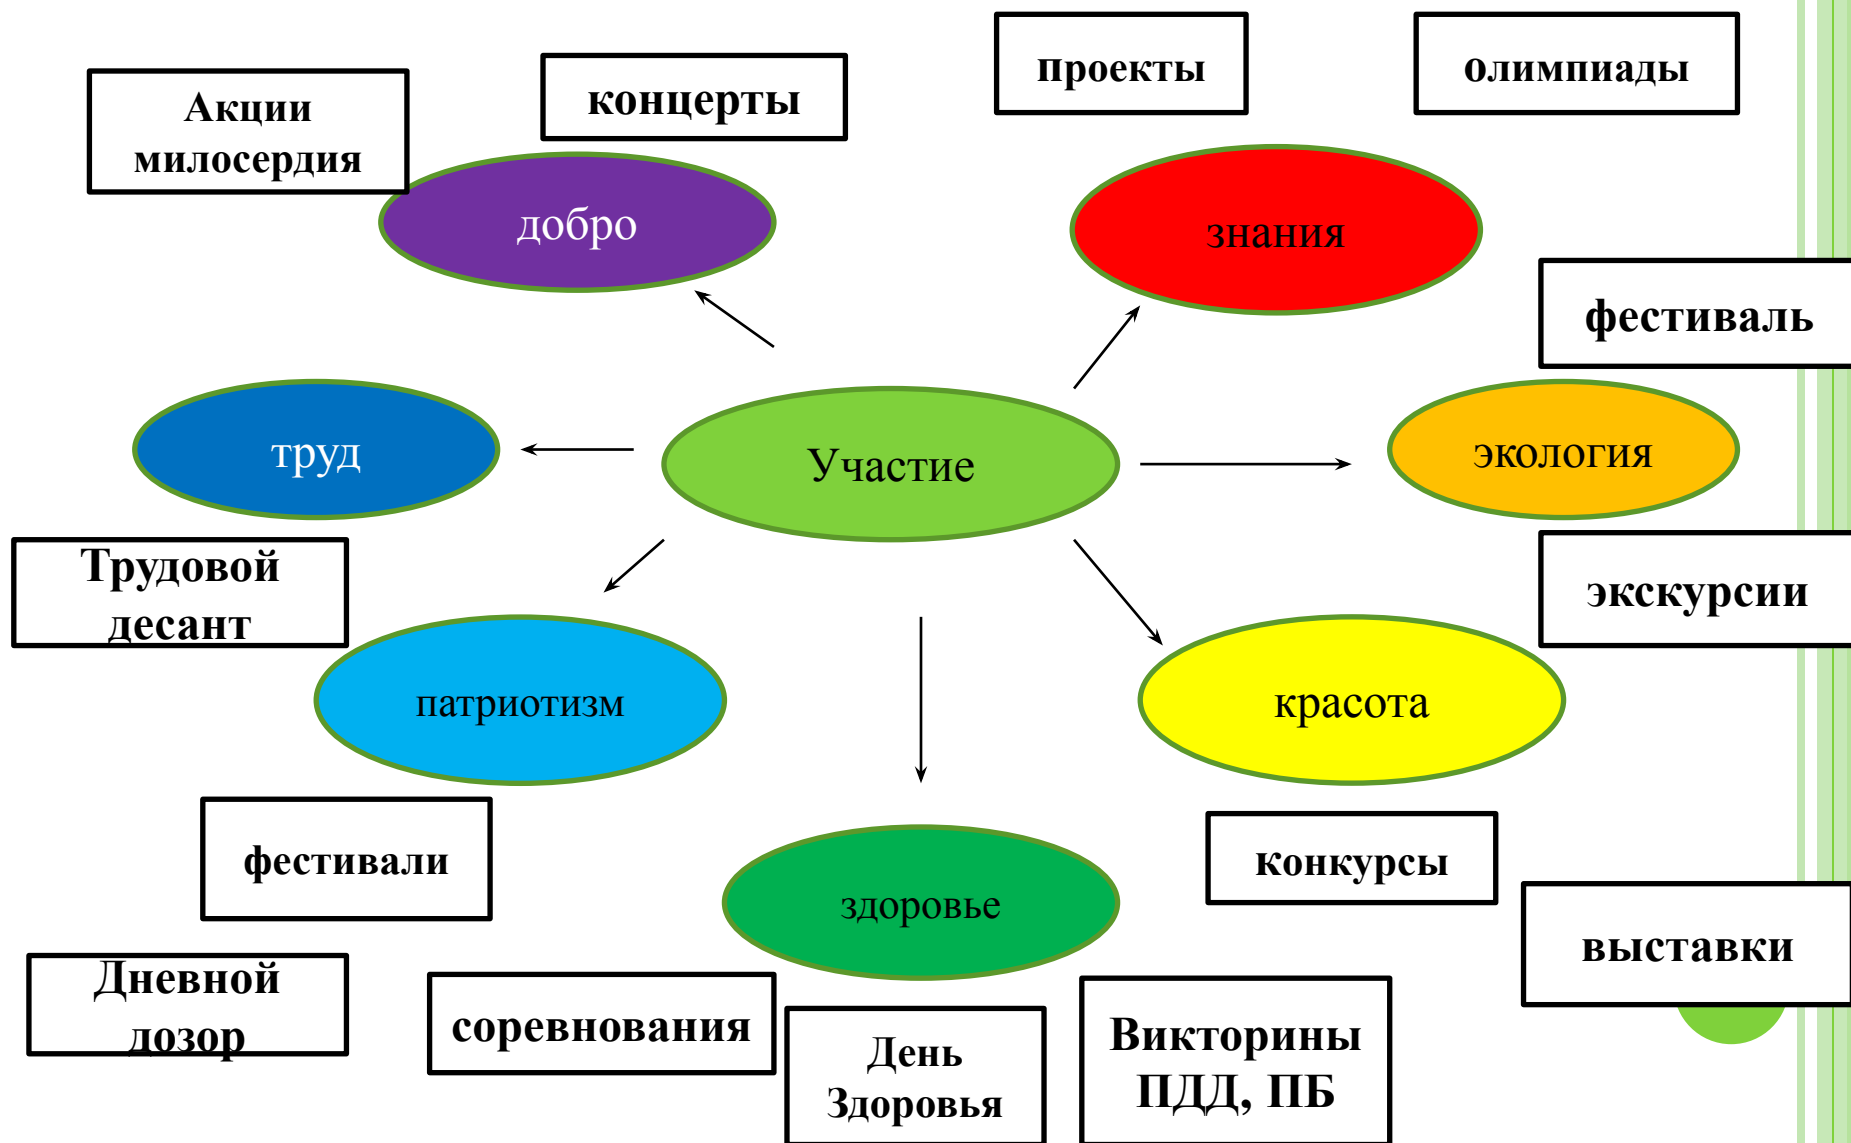 проекты
олимпиады
концерты
Акции
милосердия
добро
знания
фестиваль
труд
Участие
экология
Трудовой
десант
экскурсии
патриотизм
красота
фестивали
конкурсы
здоровье
выставки
Дневной
дозор
соревнования
День
Здоровья
Викторины
ПДД, ПБ